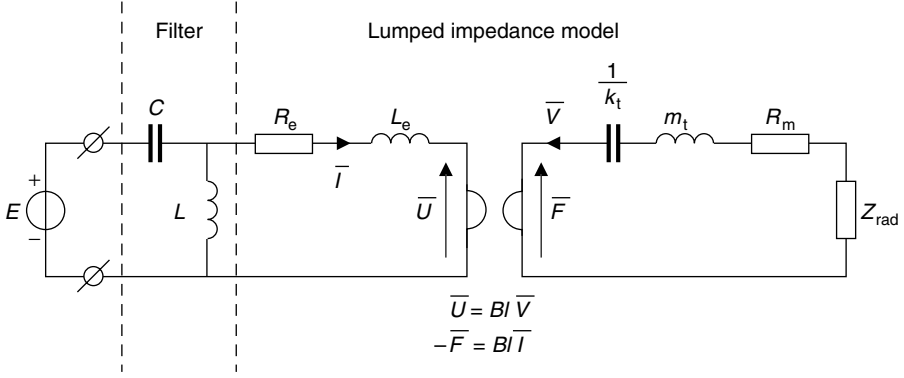 Filter
Lumped impedance model
C
R_e
L_e
V̅
1/k_t
m_t
R_m
+
E
−
L
I̅
U̅
F̅
Z_rad
U̅ = Bl V̅
−F̅ = Bl I̅